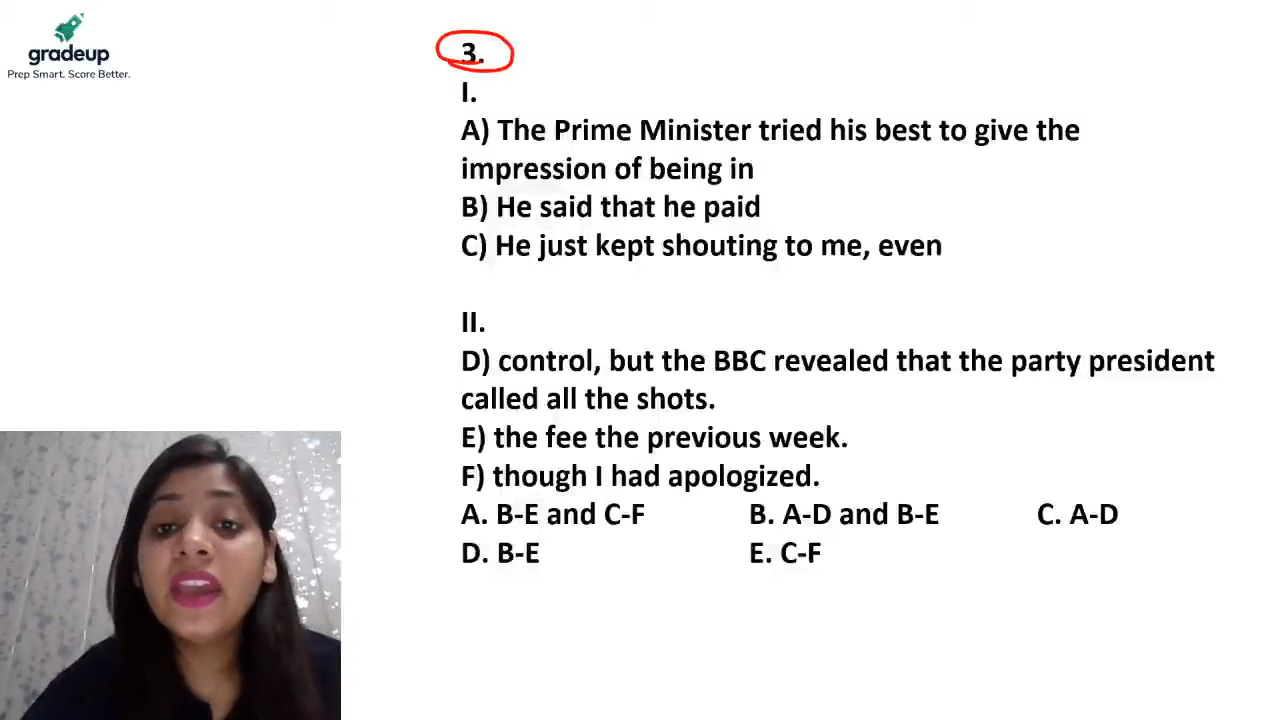 gradeup
Prep Smart. Score Better.
3.
I.
A) The Prime Minister tried his best to give the
impression of being in
B) He said that he paid
C) He just kept shouting to me, even
II.
D) control, but the BBC revealed that the party president
called all the shots.
E) the fee the previous week.
F) though I had apologized.
A. B-E and C-F B. A-D and B-E C. A-D
D. B-E E. C-F